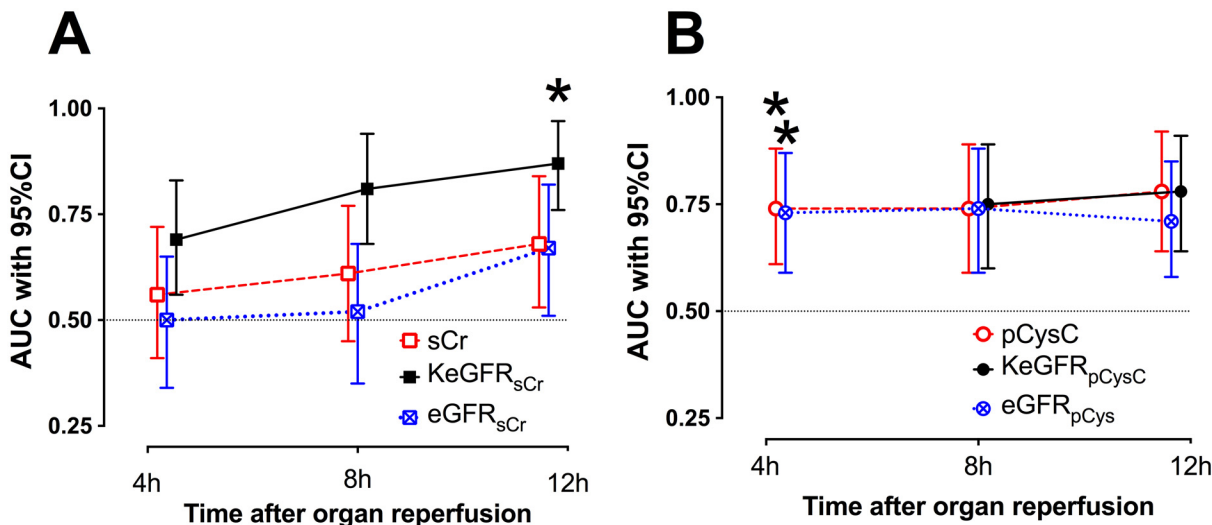 A
*
1.00
0.75
0.50
0.25
AUC with 95%CI
sCr
KeGFRsCr
eGFRsCr
4h
8h
12h
Time after organ reperfusion
B
*
*
1.00
0.75
0.50
0.25
AUC with 95%CI
pCysC
KeGFRpCysC
eGFRpCys
4h
8h
12h
Time after organ reperfusion